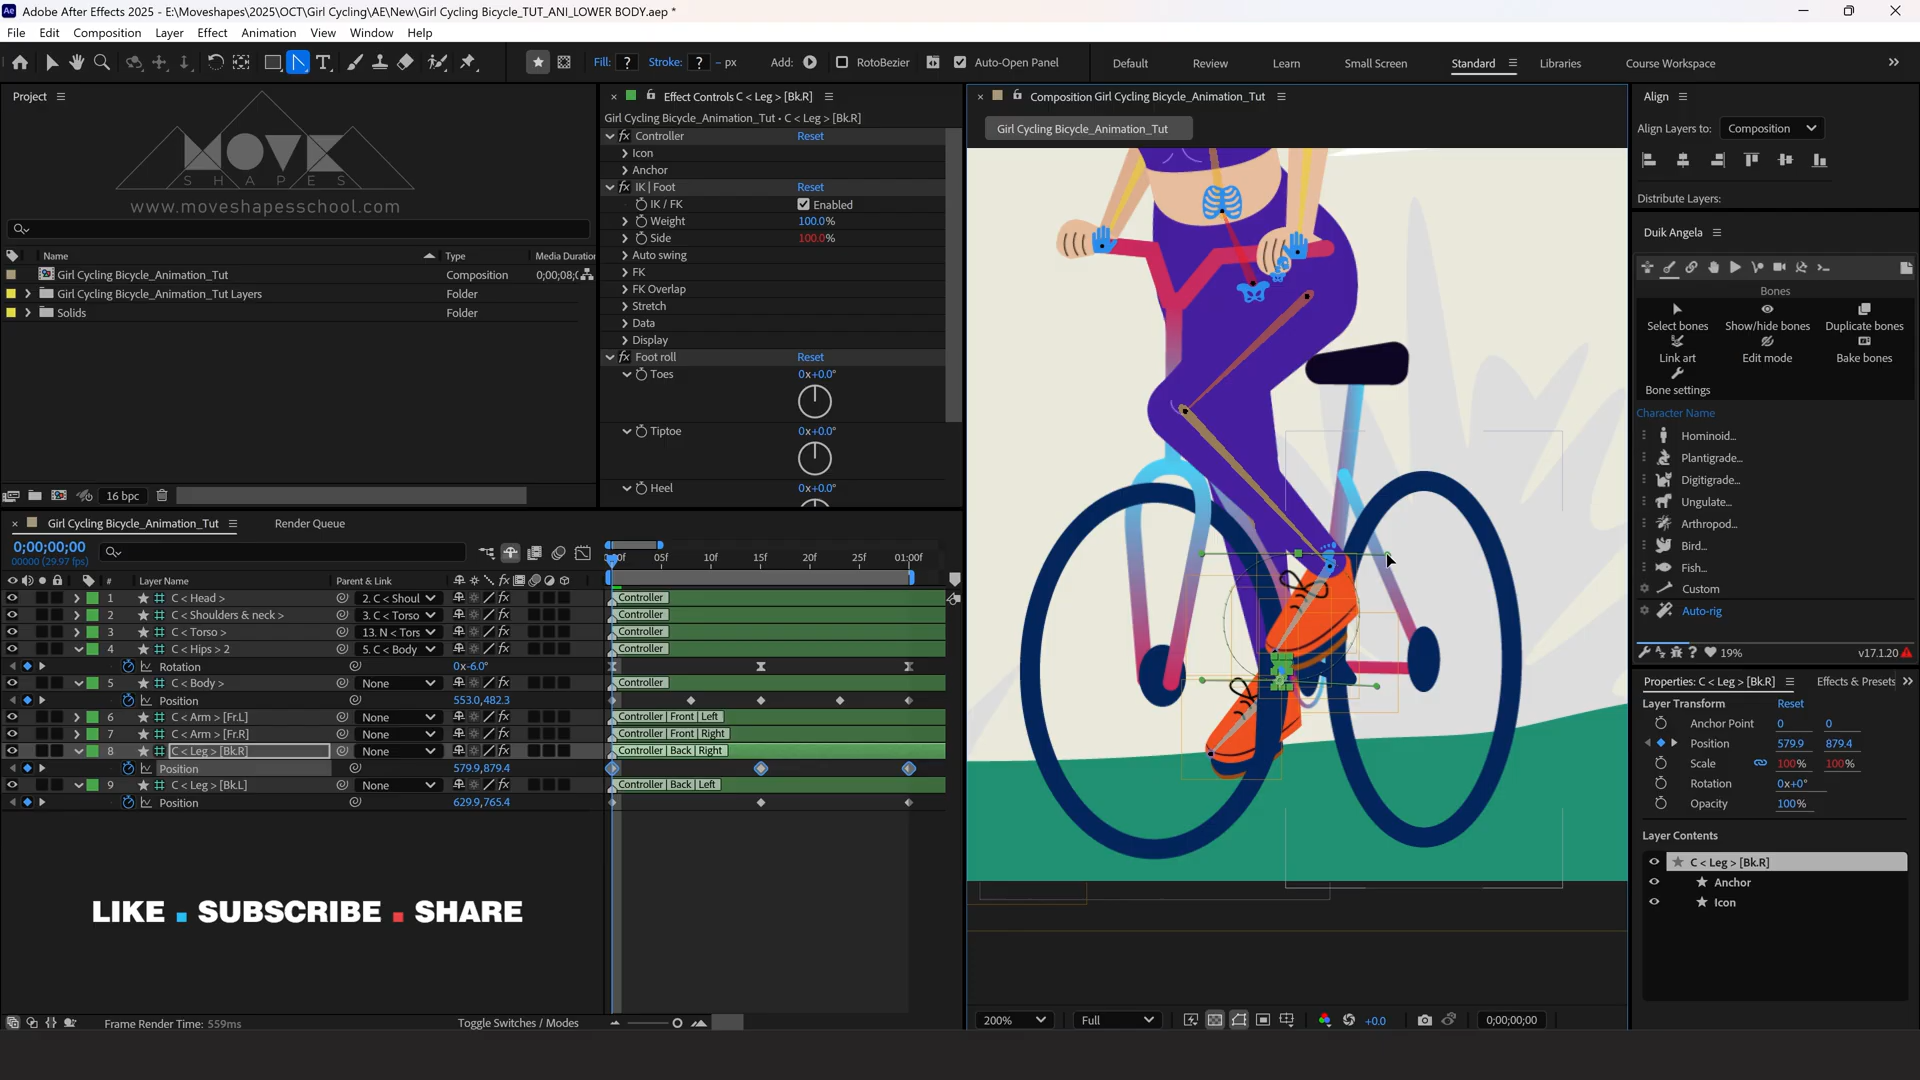 Adobe After Effects 2025 - E:\Moveshapes\2025\OCT\Girl Cycling\AE\New\Girl Cycling Bicycle_TUT_ANI_LOWER BODY.aep *
File Edit Composition Layer Effect Animation View Window Help
Fill: ? Stroke: ? - px Add: RotoBezier Auto-Open Panel Default Review Learn Small Screen Standard Libraries Course Workspace
Project
MOVE
SHAPES
www.moveshapesschool.com
Name Type Media Duration
Girl Cycling Bicycle_Animation_Tut Composition 0;00;08;0
Girl Cycling Bicycle_Animation_Tut Layers Folder
Solids Folder
16 bpc
Effect Controls C < Leg > [Bk.R]
Girl Cycling Bicycle_Animation_Tut • C < Leg > [Bk.R]
fx Controller Reset
Icon
Anchor
fx IK | Foot Reset
IK / FK Enabled
Weight 100.0%
Side 100.0%
Auto swing
FK
FK Overlap
Stretch
Data
Display
fx Foot roll Reset
Toes 0x+0.0°
Tiptoe 0x+0.0°
Heel 0x+0.0°
Composition Girl Cycling Bicycle_Animation_Tut
Girl Cycling Bicycle_Animation_Tut
200% Full +0.0 0;00;00;00
Align
Align Layers to: Composition
Distribute Layers:
Duik Angela
Bones
Select bones Show/hide bones Duplicate bones
Link art Edit mode Bake bones
Bone settings
Character Name
Hominoid...
Plantigrade...
Digitigrade...
Ungulate...
Arthropod...
Bird...
Fish...
Custom
Auto-rig
19% v17.1.20
Properties: C < Leg > [Bk.R] Effects & Presets
Layer Transform Reset
Anchor Point 0 0
Position 579.9 879.4
Scale 100% 100%
Rotation 0x+0°
Opacity 100%
Layer Contents
C < Leg > [Bk.R]
Anchor
Icon
Girl Cycling Bicycle_Animation_Tut Render Queue
0;00;00;00
00000 (29.97 fps)
05f 10f 15f 20f 25f 01:00f
# Layer Name Parent & Link
1 C < Head > 2. C < Shoul Controller
2 C < Shoulders & neck > 3. C < Torso Controller
3 C < Torso > 13. N < Tors Controller
4 C < Hips > 2 5. C < Body Controller
Rotation 0x-6.0°
5 C < Body > None Controller
Position 553.0,482.3
6 C < Arm > [Fr.L] None Controller | Front | Left
7 C < Arm > [Fr.R] None Controller | Front | Right
8 C < Leg > [Bk.R] None Controller | Back | Right
Position 579.9,879.4
9 C < Leg > [Bk.L] None Controller | Back | Left
Position 629.9,765.4
LIKE . SUBSCRIBE . SHARE
Frame Render Time: 559ms Toggle Switches / Modes